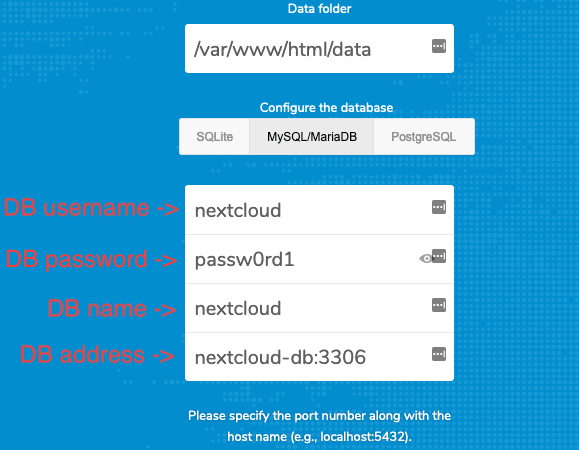 Data folder
/var/www/html/data
Configure the database
SQLite MySQL/MariaDB PostgreSQL
DB username -> nextcloud
DB password -> passw0rd1
DB name -> nextcloud
DB address -> nextcloud-db:3306
Please specify the port number along with the
host name (e.g., localhost:5432).